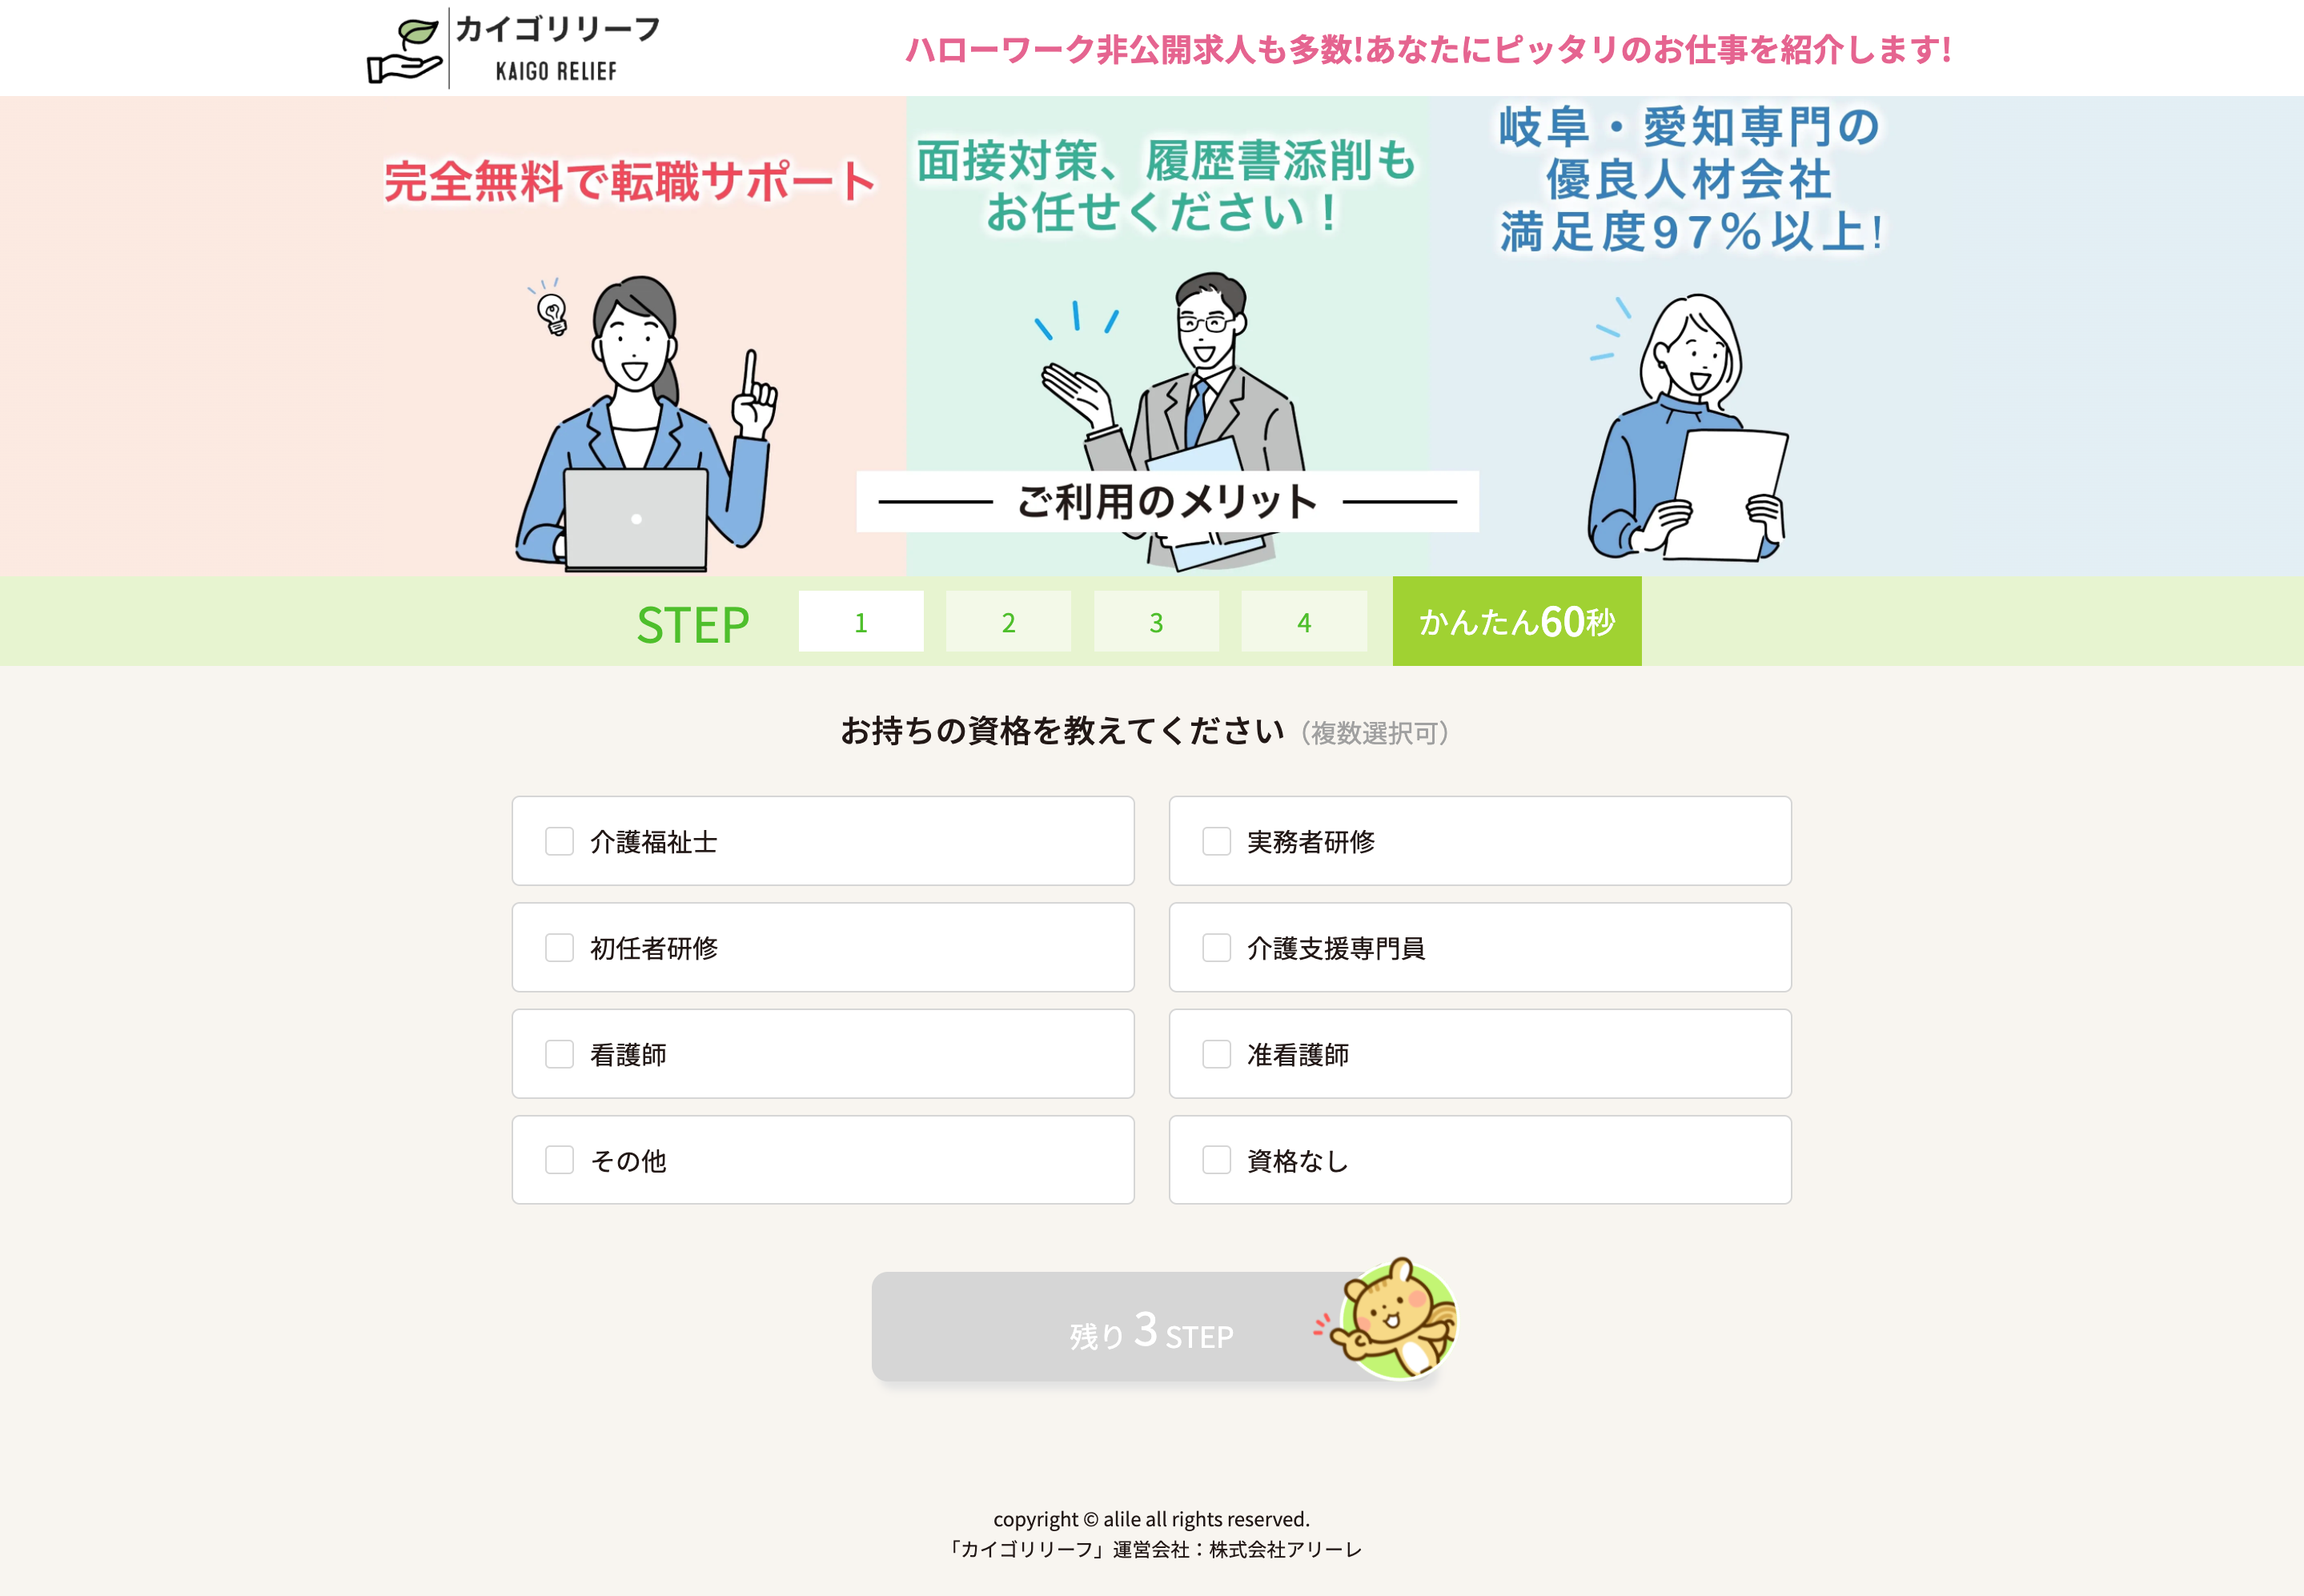 カイゴリリーフ
KAIGO RELIEF
ハローワーク非公開求人も多数!あなたにピッタリのお仕事を紹介します!
完全無料で転職サポート
面接対策、履歴書添削も
お任せください！
岐阜・愛知専門の
優良人材会社
満足度97%以上!
ご利用のメリット
STEP 1 2 3 4 かんたん60秒
お持ちの資格を教えてください（複数選択可）
介護福祉士
実務者研修
初任者研修
介護支援専門員
看護師
准看護師
その他
資格なし
残り 3 STEP
copyright © alile all rights reserved.
「カイゴリリーフ」運営会社：株式会社アリーレ